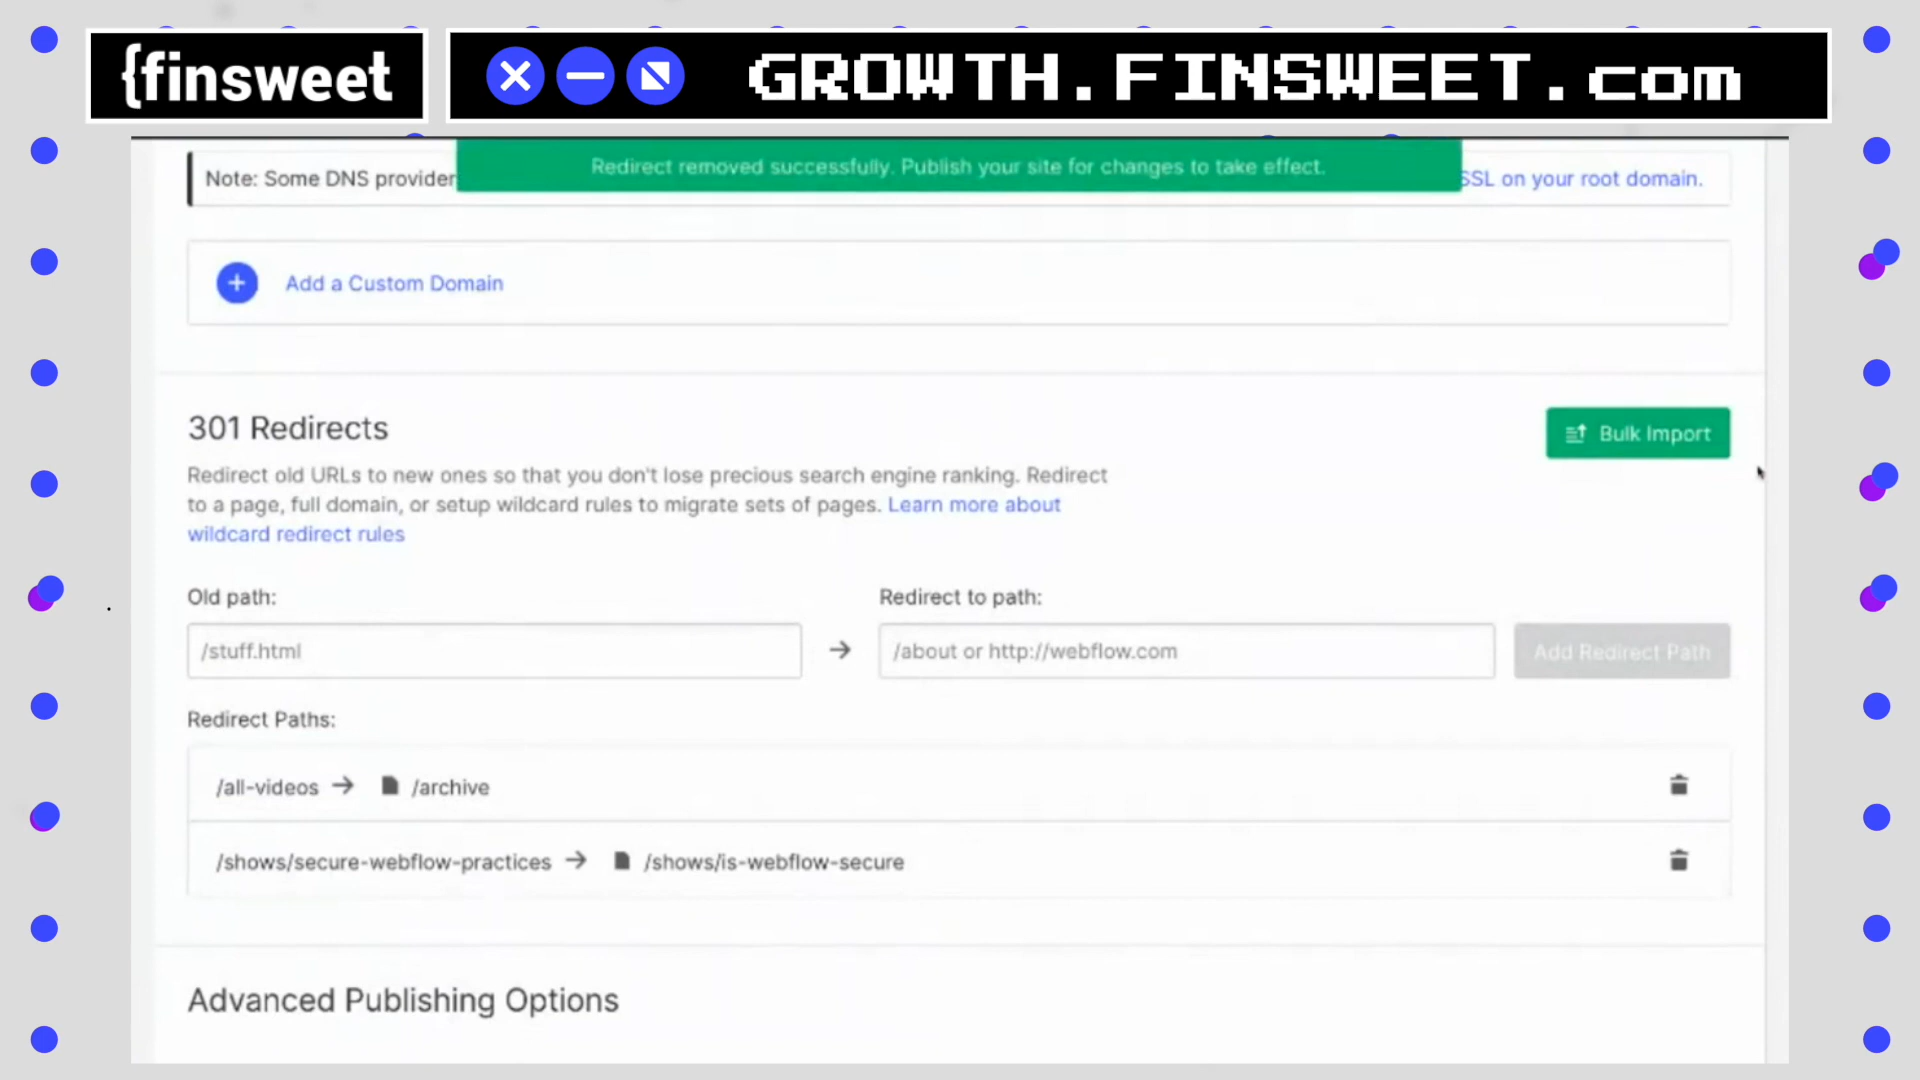 {finsweet
GROWTH.FINSWEET.com
Redirect removed successfully. Publish your site for changes to take effect.
Note: Some DNS provider
SSL on your root domain.
Add a Custom Domain
301 Redirects
Bulk Import
Redirect old URLs to new ones so that you don't lose precious search engine ranking. Redirect
to a page, full domain, or setup wildcard rules to migrate sets of pages. Learn more about
wildcard redirect rules
Old path:
Redirect to path:
/stuff.html
/about or http://webflow.com
Add Redirect Path
Redirect Paths:
/all-videos → /archive
/shows/secure-webflow-practices → /shows/is-webflow-secure
Advanced Publishing Options